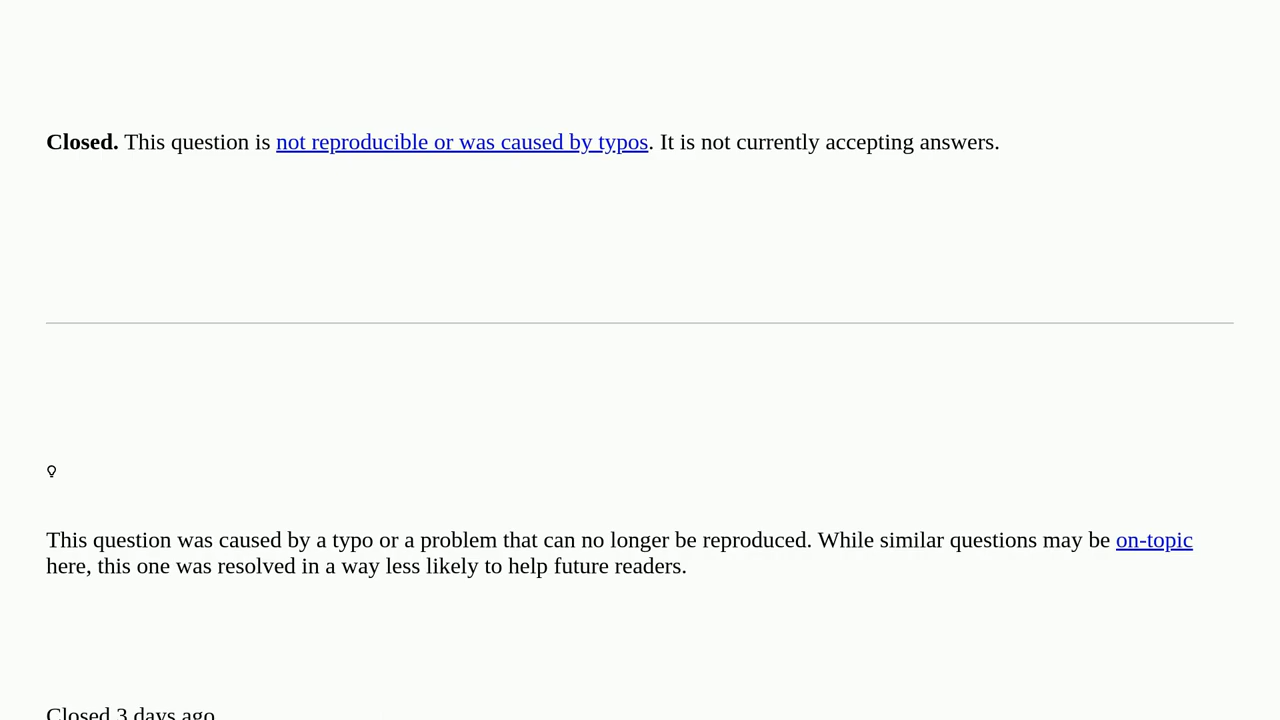 Closed. This question is not reproducible or was caused by typos. It is not currently accepting answers.
This question was caused by a typo or a problem that can no longer be reproduced. While similar questions may be on-topic
here, this one was resolved in a way less likely to help future readers.
Closed 3 days ago.